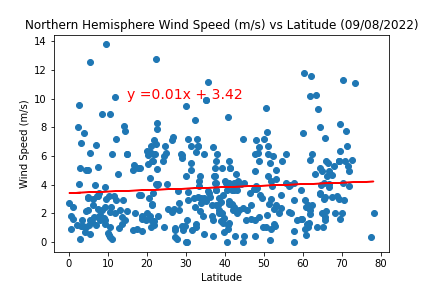 Northern Hemisphere Wind Speed (m/s) vs Latitude (09/08/2022)
14
12
10
8
6
4
2
0
Wind Speed (m/s)
y =0.01x + 3.42
0 10 20 30 40 50 60 70 80
Latitude